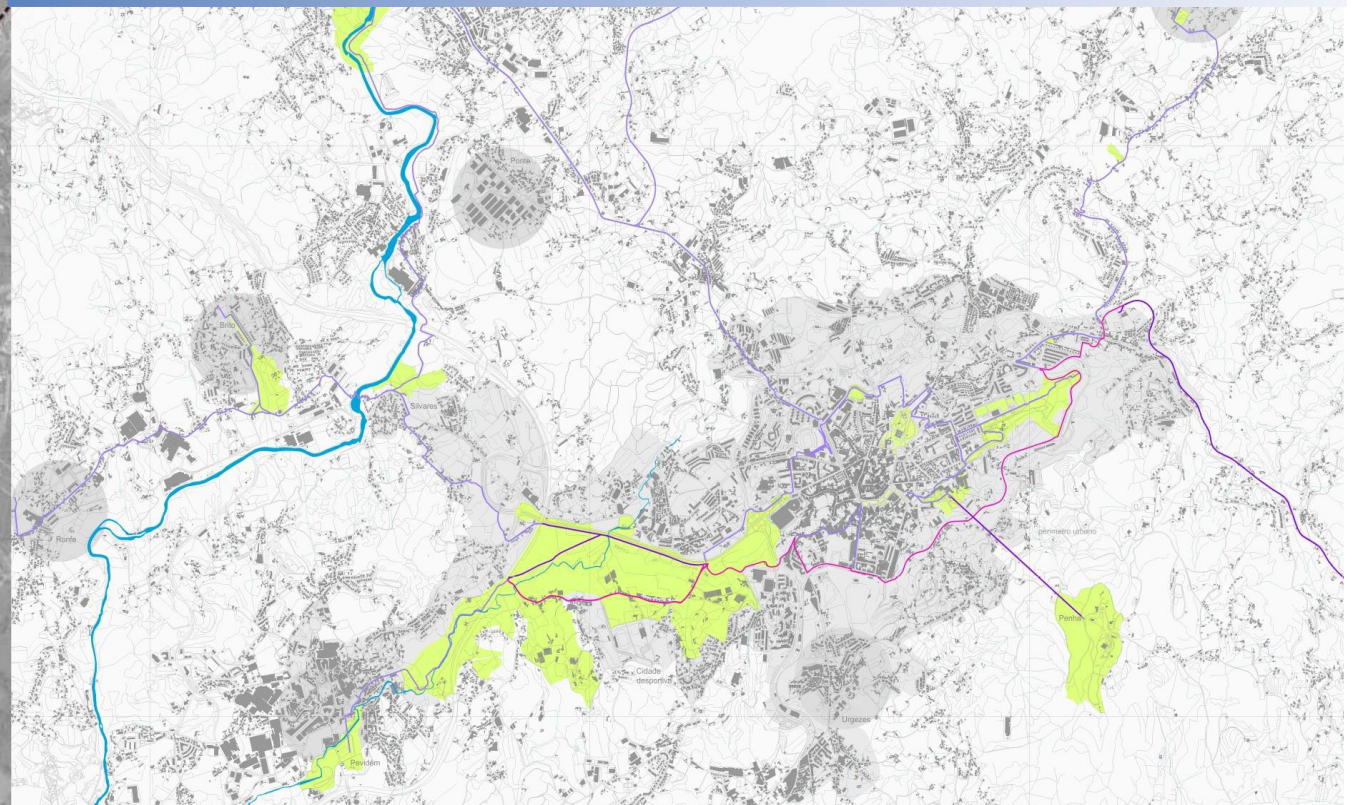 Ponte
Brito
Silvares
Ronfe
perímetro urbano
Penha
Cidade
desportiva
Urgezes
Pevidém